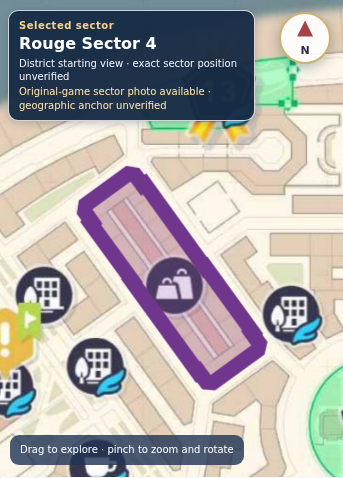 Selected sector
Rouge Sector 4
District starting view · exact sector position
unverified
Original-game sector photo available ·
geographic anchor unverified
N
Drag to explore · pinch to zoom and rotate